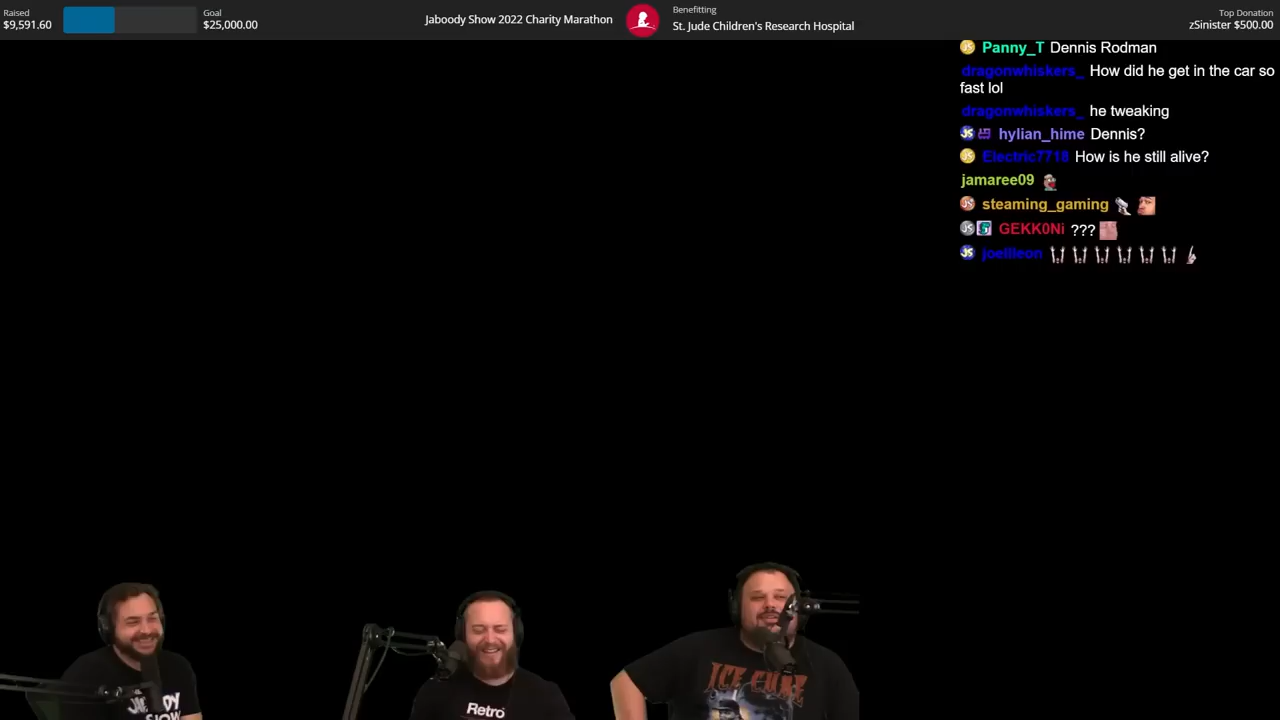 Raised
$9,591.60
Goal
$25,000.00
Jaboody Show 2022 Charity Marathon
Benefitting
St. Jude Children's Research Hospital
Top Donation
zSinister $500.00
Panny_T Dennis Rodman
dragonwhiskers_ How did he get in the car so
fast lol
dragonwhiskers_ he tweaking
hylian_hime Dennis?
Electric7718 How is he still alive?
jamaree09
steaming_gaming
GEKK0Ni ???
joellleon
ICE CUBE
Retro
SHOW